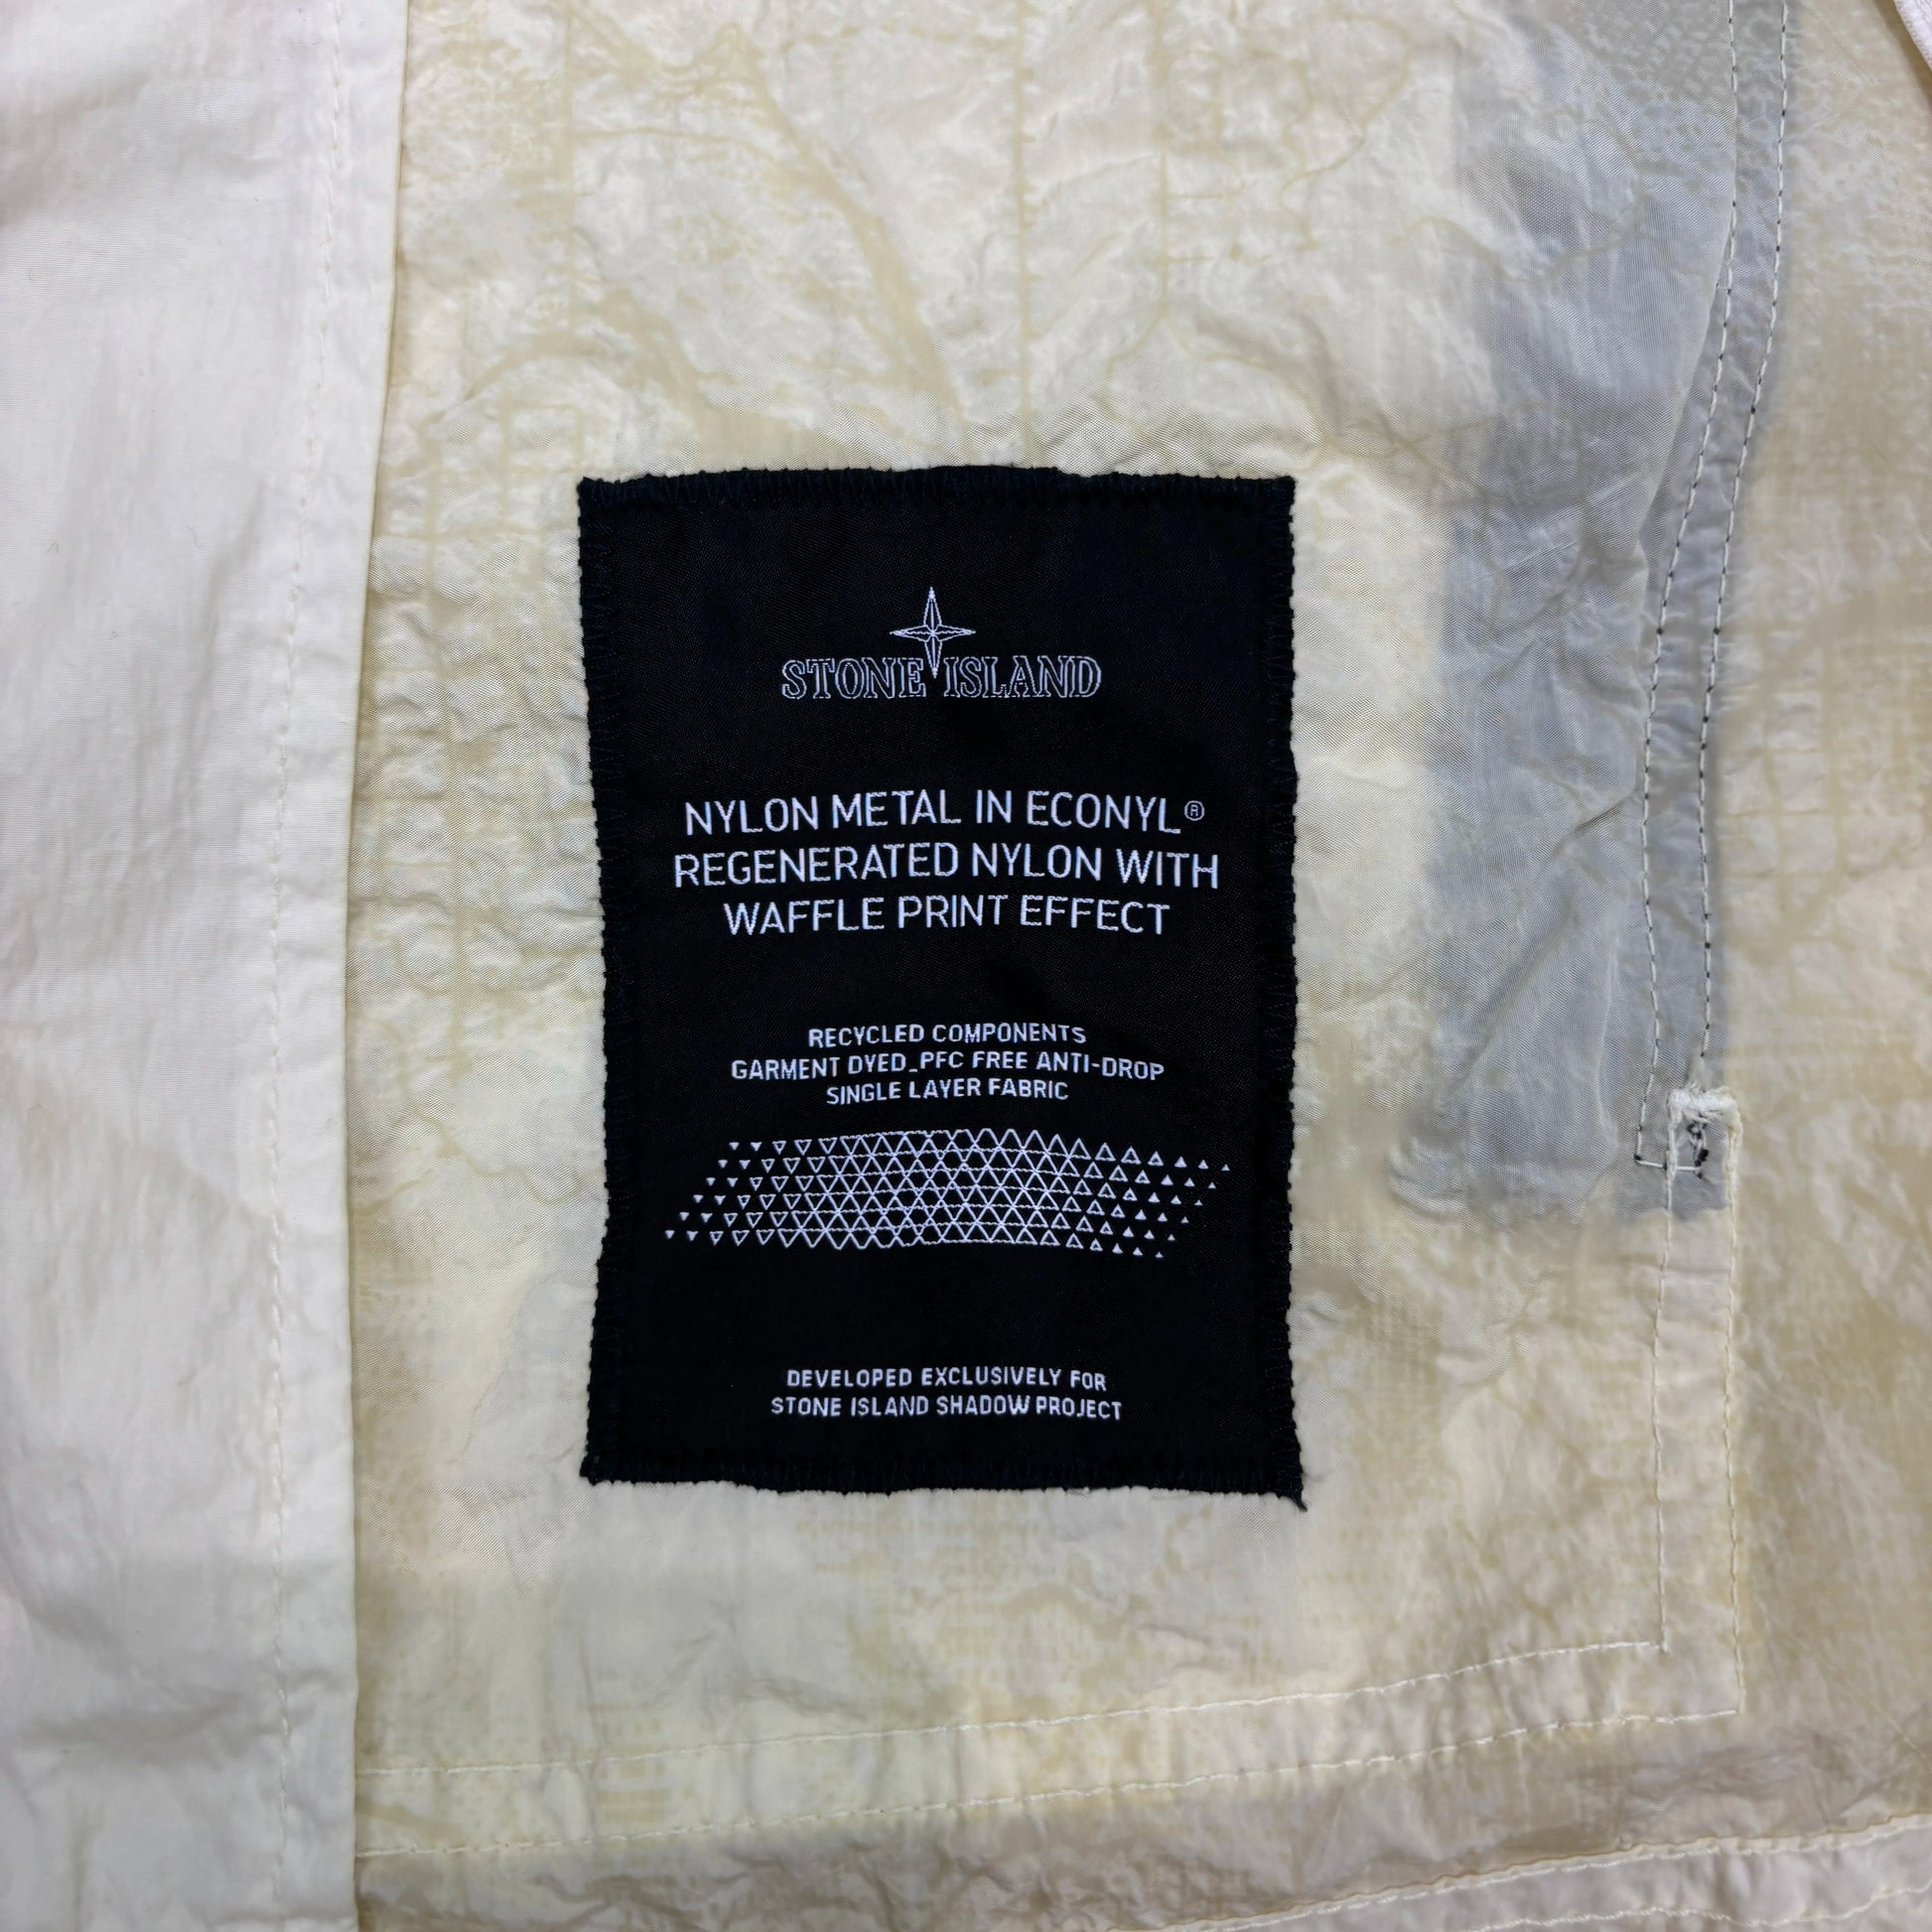 STONE ISLAND
NYLON METAL IN ECONYL®
REGENERATED NYLON WITH
WAFFLE PRINT EFFECT
RECYCLED COMPONENTS
GARMENT DYED_PFC FREE ANTI-DROP
SINGLE LAYER FABRIC
DEVELOPED EXCLUSIVELY FOR
STONE ISLAND SHADOW PROJECT